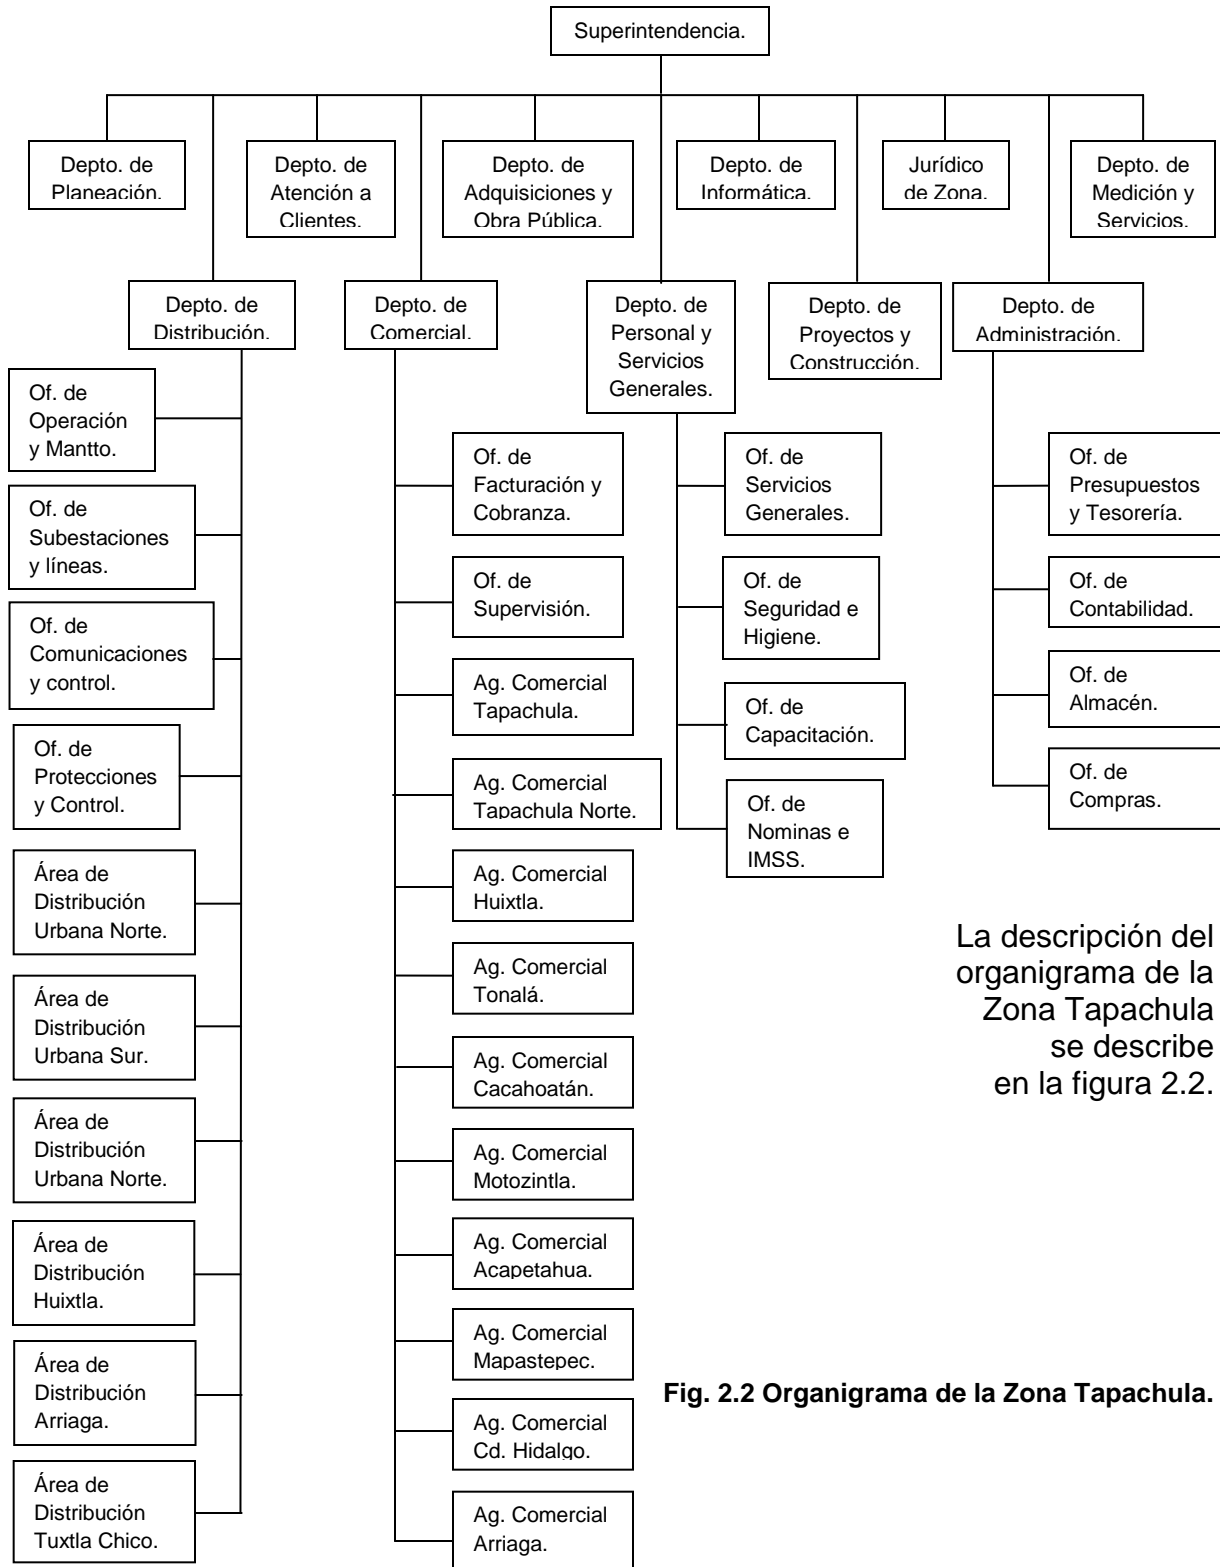 Superintendencia.
Depto. de
Planeación.
Depto. de
Atención a
Clientes.
Depto. de
Adquisiciones y
Obra Pública.
Depto. de
Informática.
Jurídico
de Zona.
Depto. de
Medición y
Servicios.
Depto. de
Distribución.
Depto. de
Comercial.
Depto. de
Personal y
Servicios
Generales.
Depto. de
Proyectos y
Construcción.
Depto. de
Administración.
Of. de
Operación
y Mantto.
Of. de
Subestaciones
y líneas.
Of. de
Comunicaciones
y control.
Of. de
Protecciones
y Control.
Área de
Distribución
Urbana Norte.
Área de
Distribución
Urbana Sur.
Área de
Distribución
Urbana Norte.
Área de
Distribución
Huixtla.
Área de
Distribución
Arriaga.
Área de
Distribución
Tuxtla Chico.
Of. de
Facturación y
Cobranza.
Of. de
Supervisión.
Ag. Comercial
Tapachula.
Ag. Comercial
Tapachula Norte.
Ag. Comercial
Huixtla.
Ag. Comercial
Tonalá.
Ag. Comercial
Cacahoatán.
Ag. Comercial
Motozintla.
Ag. Comercial
Acapetahua.
Ag. Comercial
Mapastepec.
Ag. Comercial
Cd. Hidalgo.
Ag. Comercial
Arriaga.
Of. de
Servicios
Generales.
Of. de
Seguridad e
Higiene.
Of. de
Capacitación.
Of. de
Nominas e
IMSS.
Of. de
Presupuestos
y Tesorería.
Of. de
Contabilidad.
Of. de
Almacén.
Of. de
Compras.
La descripción del
organigrama de la
Zona Tapachula
se describe
en la figura 2.2.
Fig. 2.2 Organigrama de la Zona Tapachula.